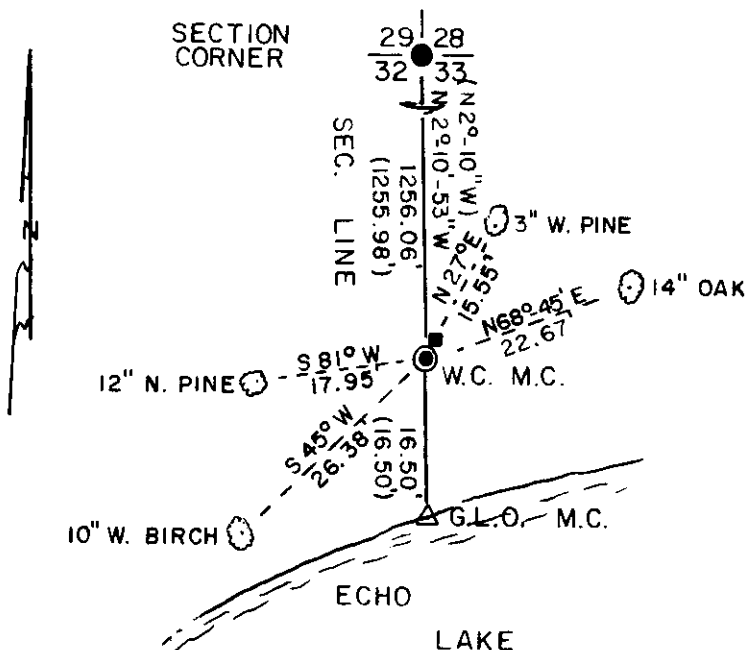 SECTION
CORNER
29 28
32 33
N 2°-10'-53" W
(N 2°-10" W)
SEC. LINE
1256.06'
(1255.98')
3" W. PINE
N 27° E
15.55'
14" OAK
N68°-45' E
22.67'
12" N. PINE
S 81° W
17.95'
W.C. M.C.
S 45° W
26.38'
16.50'
(16.50')
10" W. BIRCH
G.L.O. M.C.
ECHO
LAKE
N